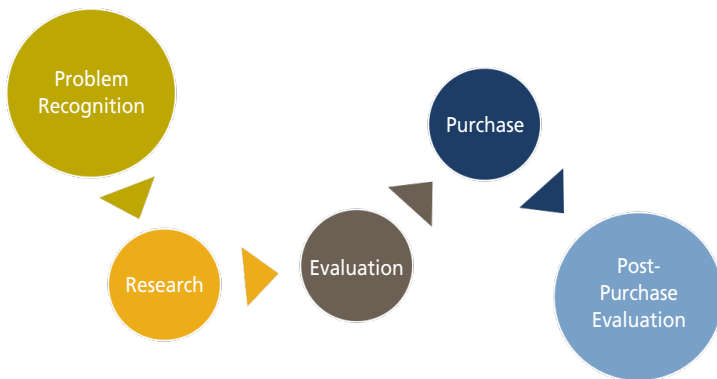 Problem
Recognition
Research
Evaluation
Purchase
Post-
Purchase
Evaluation